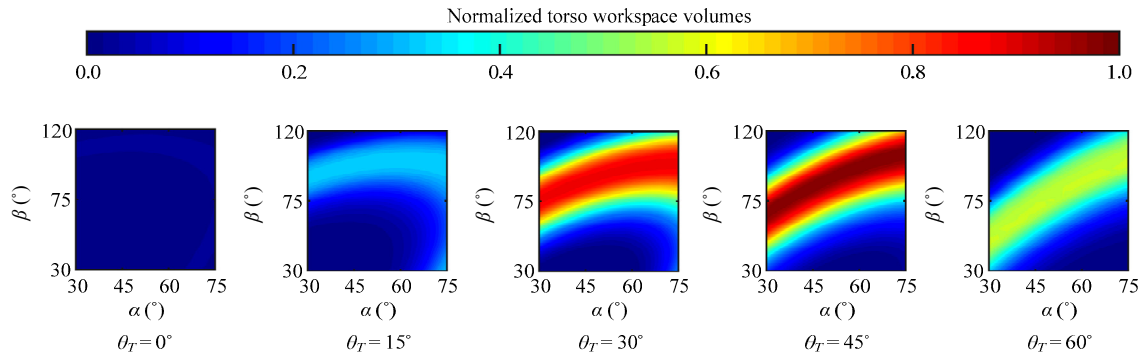 Normalized torso workspace volumes
0.0 0.2 0.4 0.6 0.8 1.0
120 120 120 120 120
β (°) β (°) β (°) β (°) β (°)
75 75 75 75 75
30 30 30 30 30
30 45 60 75 30 45 60 75 30 45 60 75 30 45 60 75 30 45 60 75
α (°) α (°) α (°) α (°) α (°)
θT = 0° θT = 15° θT = 30° θT = 45° θT = 60°